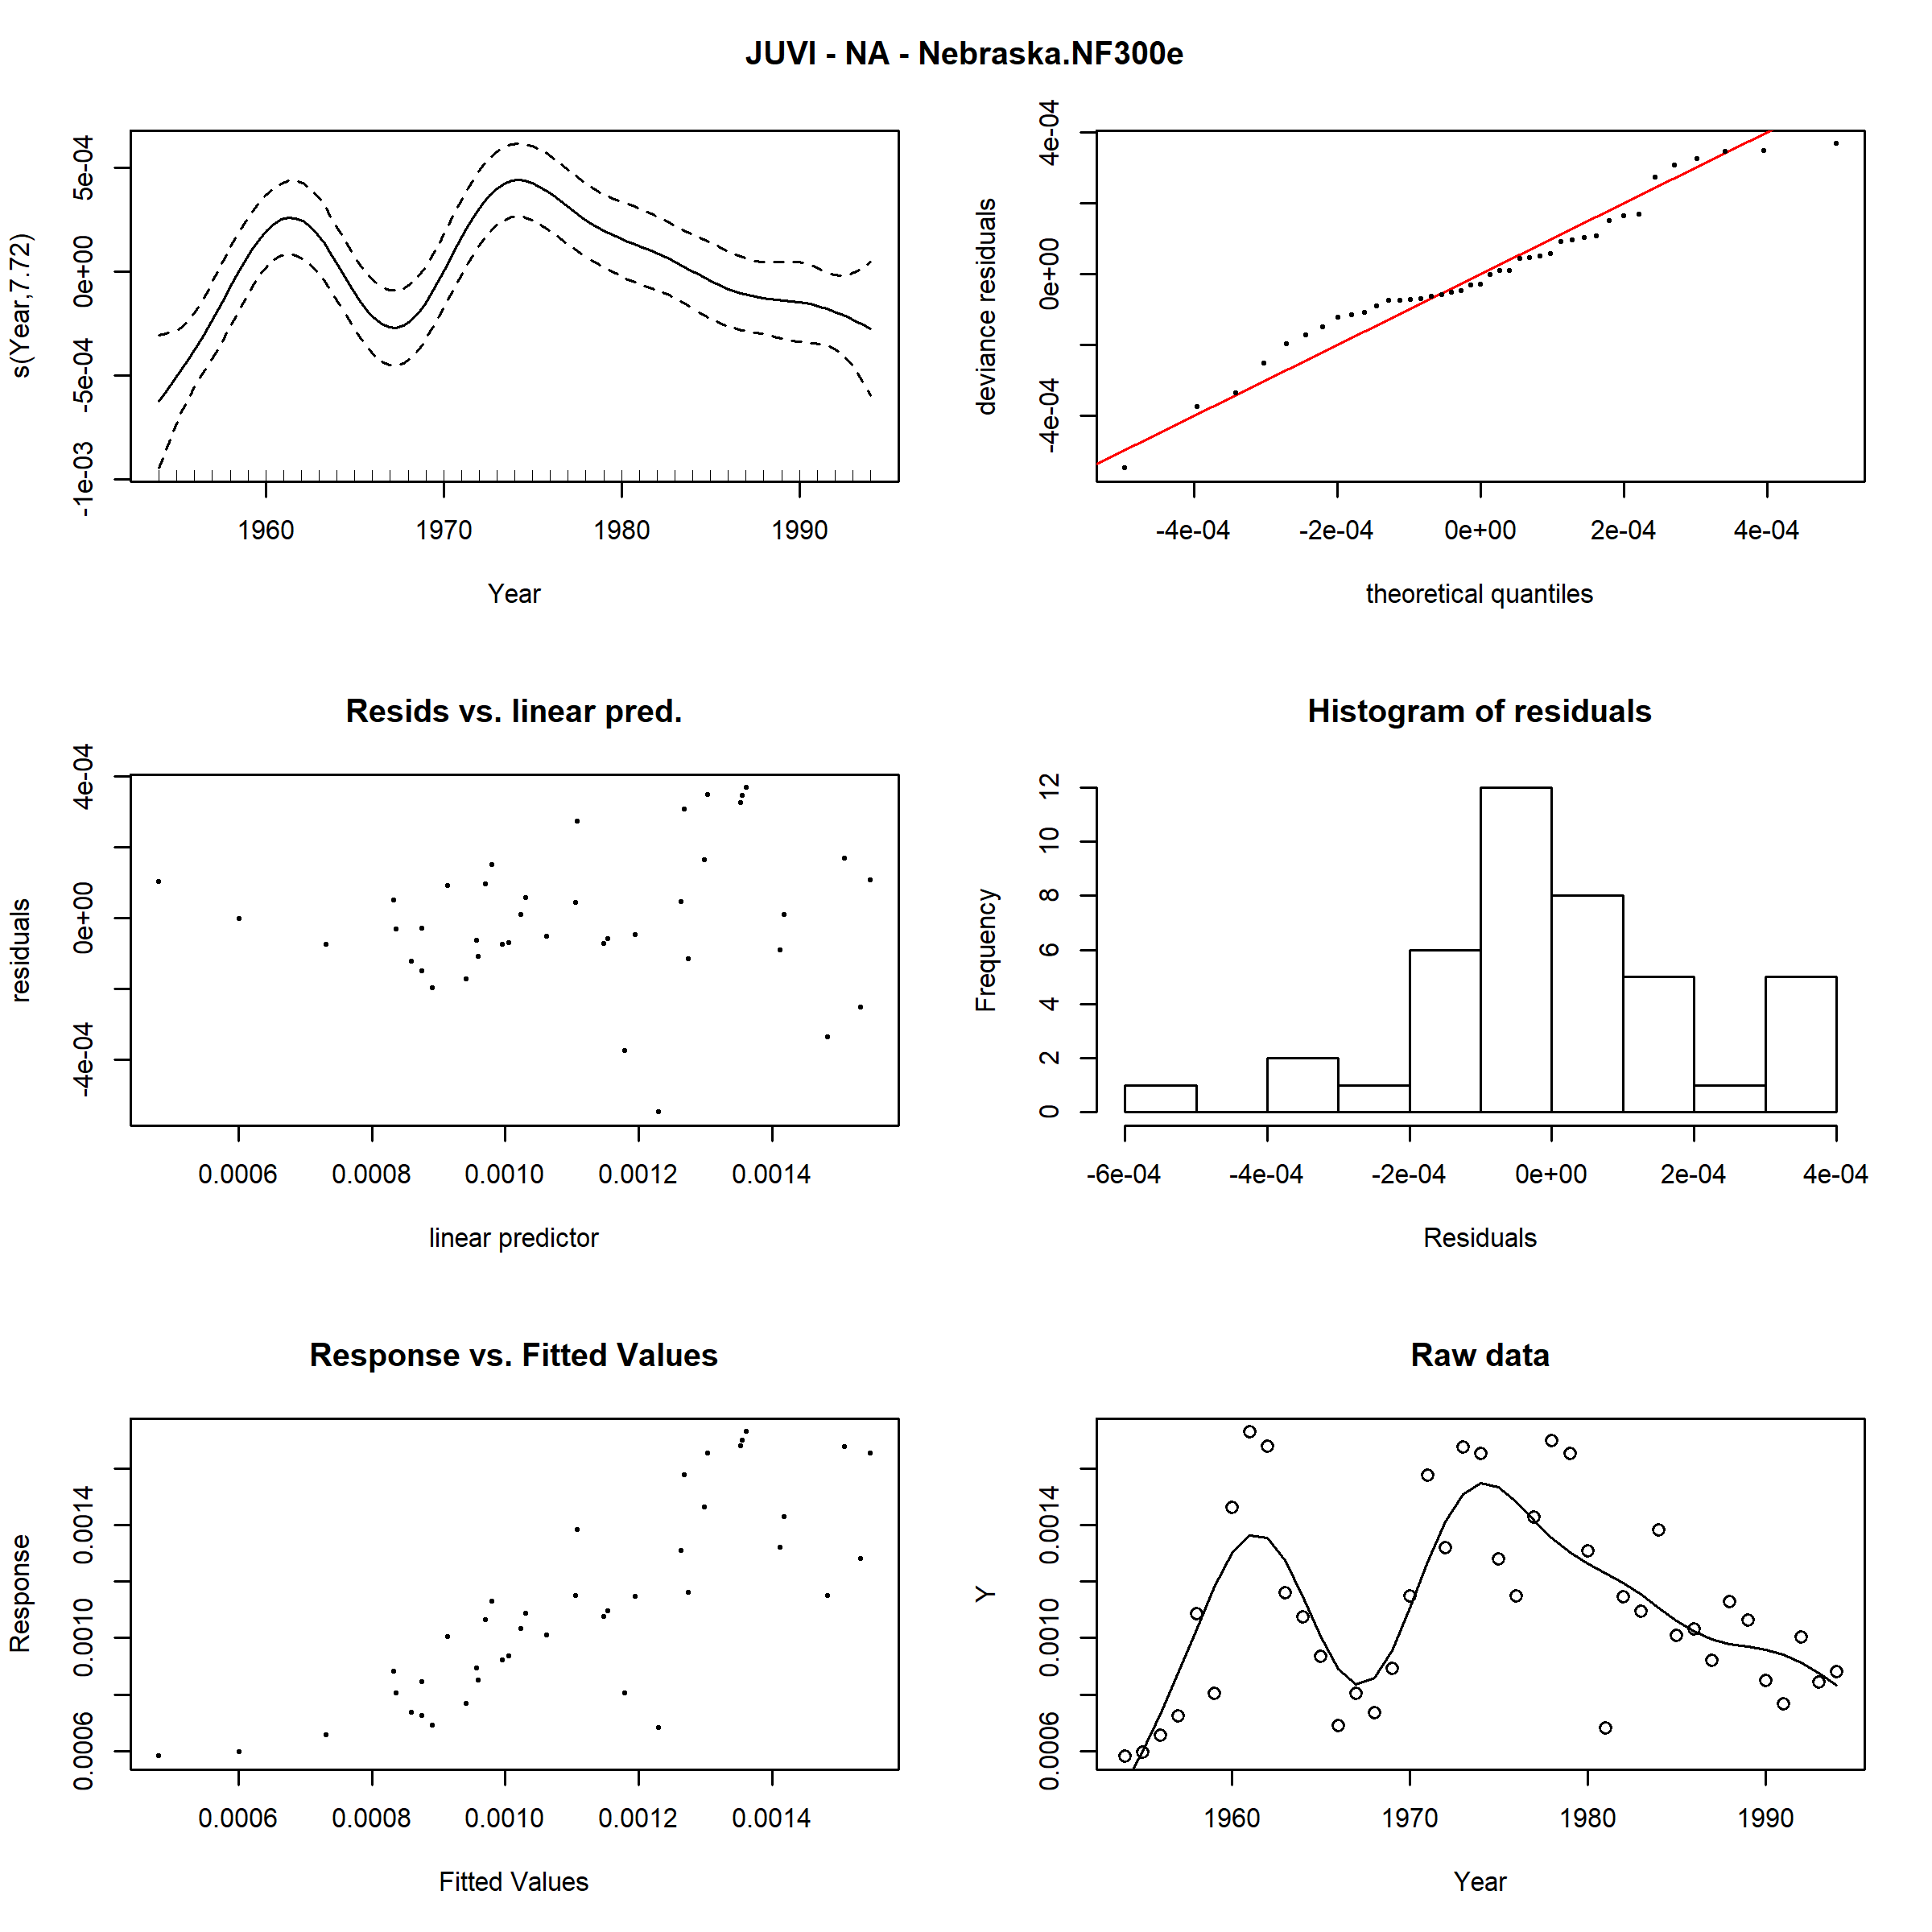 JUVI - NA - Nebraska.NF300e
s(Year,7.72)
5e-04
0e+00
-5e-04
-1e-03
1960 1970 1980 1990
Year
deviance residuals
4e-04
0e+00
-4e-04
-4e-04 -2e-04 0e+00 2e-04 4e-04
theoretical quantiles
Resids vs. linear pred.
residuals
4e-04
0e+00
-4e-04
0.0006 0.0008 0.0010 0.0012 0.0014
linear predictor
Histogram of residuals
Frequency
12
10
8
6
4
2
0
-6e-04 -4e-04 -2e-04 0e+00 2e-04 4e-04
Residuals
Response vs. Fitted Values
Response
0.0014
0.0010
0.0006
0.0006 0.0008 0.0010 0.0012 0.0014
Fitted Values
Raw data
Y
0.0014
0.0010
0.0006
1960 1970 1980 1990
Year